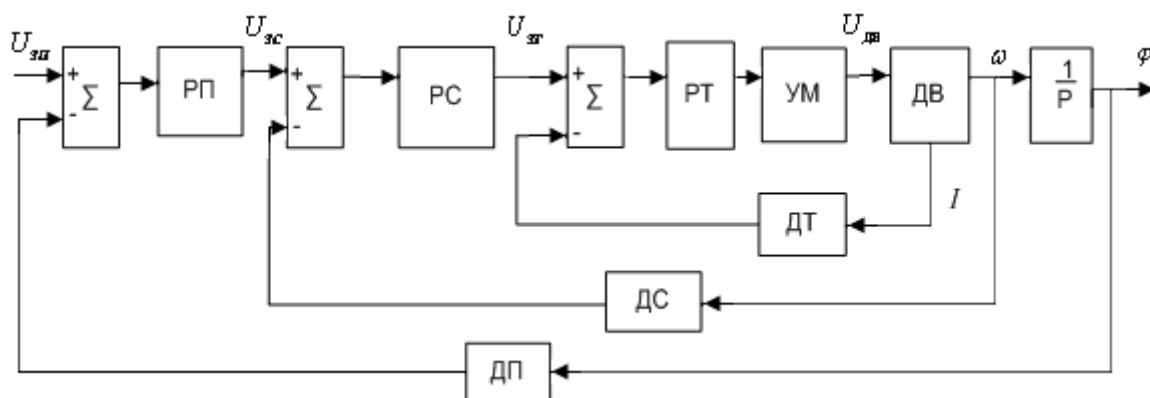 Uзп
Uзс
Uзт
Uдв
ω
φ
+
-
Σ
РП
+
-
Σ
РС
+
-
Σ
РТ
УМ
ДВ
1
P
I
ДТ
ДС
ДП